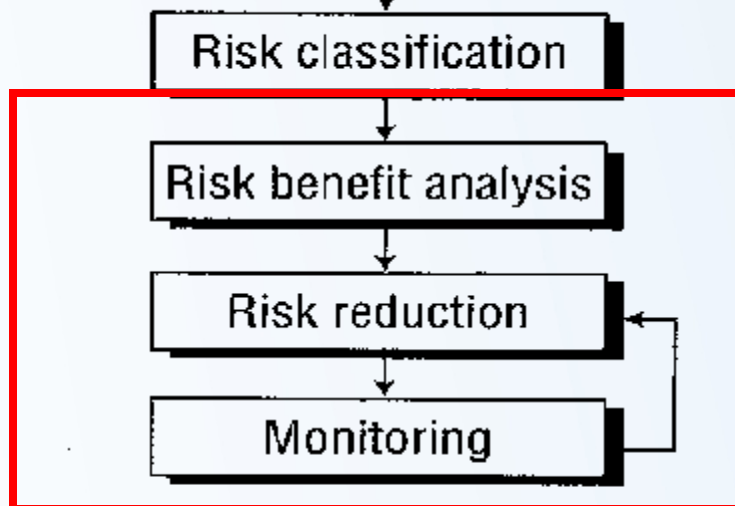 Risk classification
Risk benefit analysis
Risk reduction
Monitoring